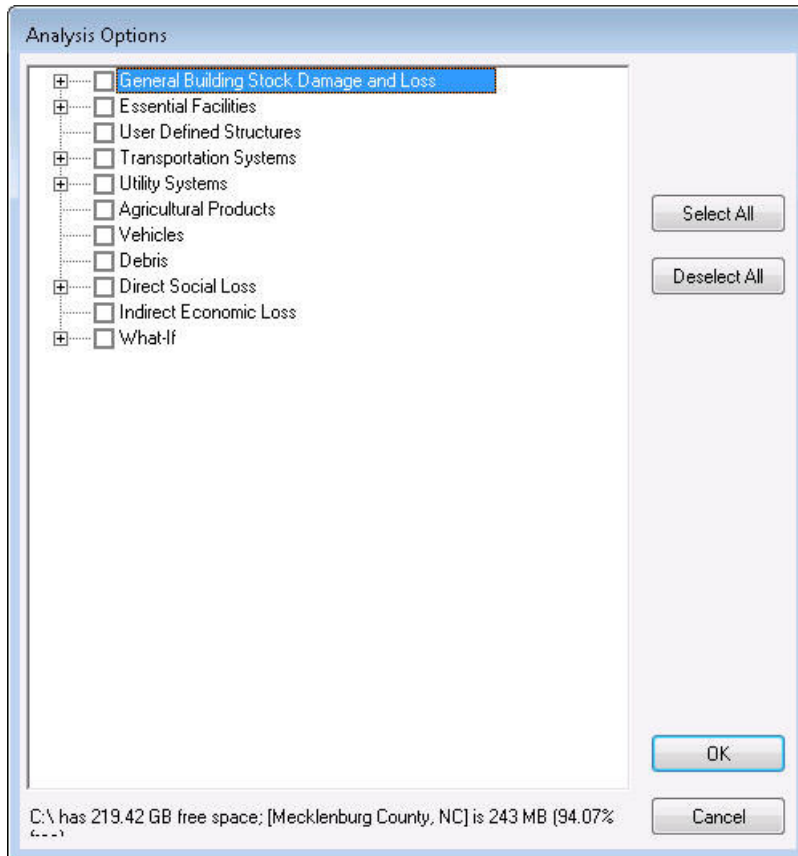 Analysis Options
General Building Stock Damage and Loss
Essential Facilities
User Defined Structures
Transportation Systems
Utility Systems
Agricultural Products
Vehicles
Debris
Direct Social Loss
Indirect Economic Loss
What-If
Select All
Deselect All
OK
C:\ has 219.42 GB free space; [Mecklenburg County, NC] is 243 MB (94.07%
Cancel